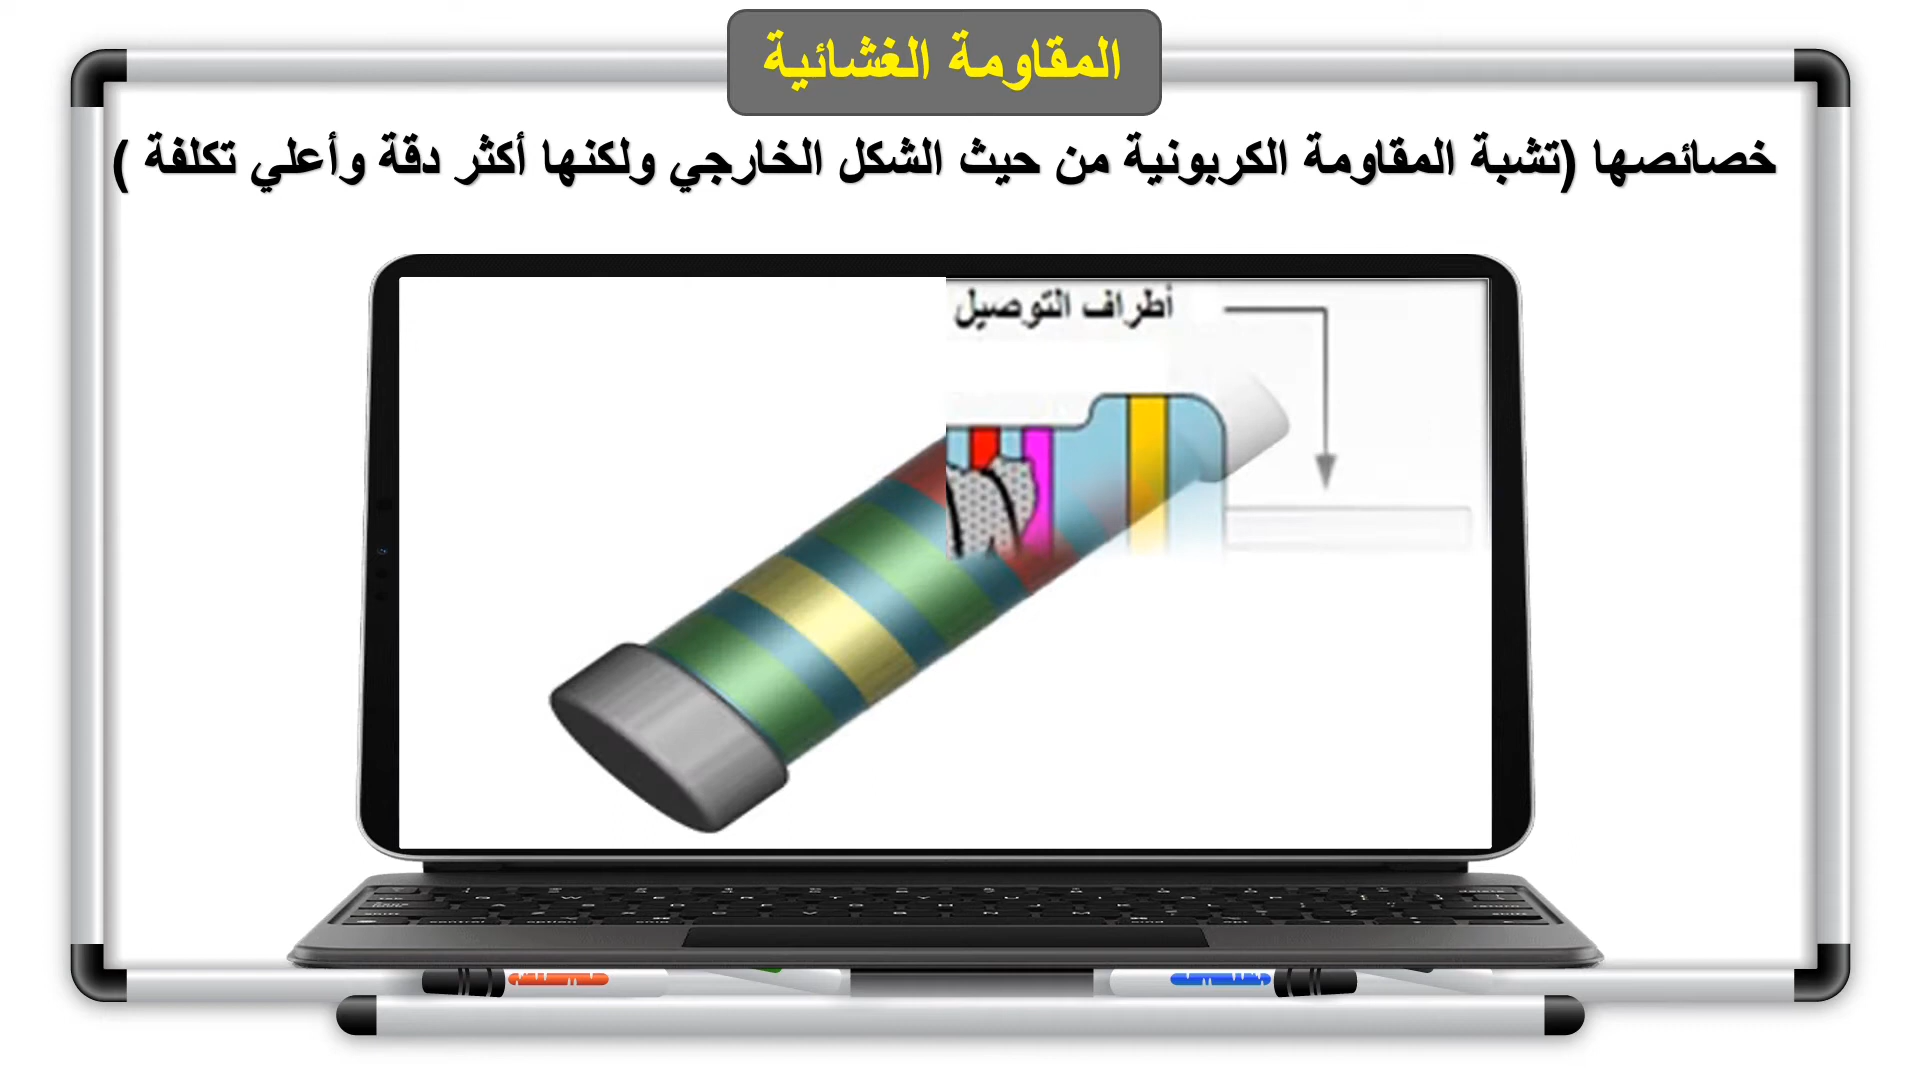 المقاومة الغشائية
خصائصها (تشبة المقاومة الكربونية من حيث الشكل الخارجي ولكنها أكثر دقة وأعلي تكلفة )
أطراف التوصيل